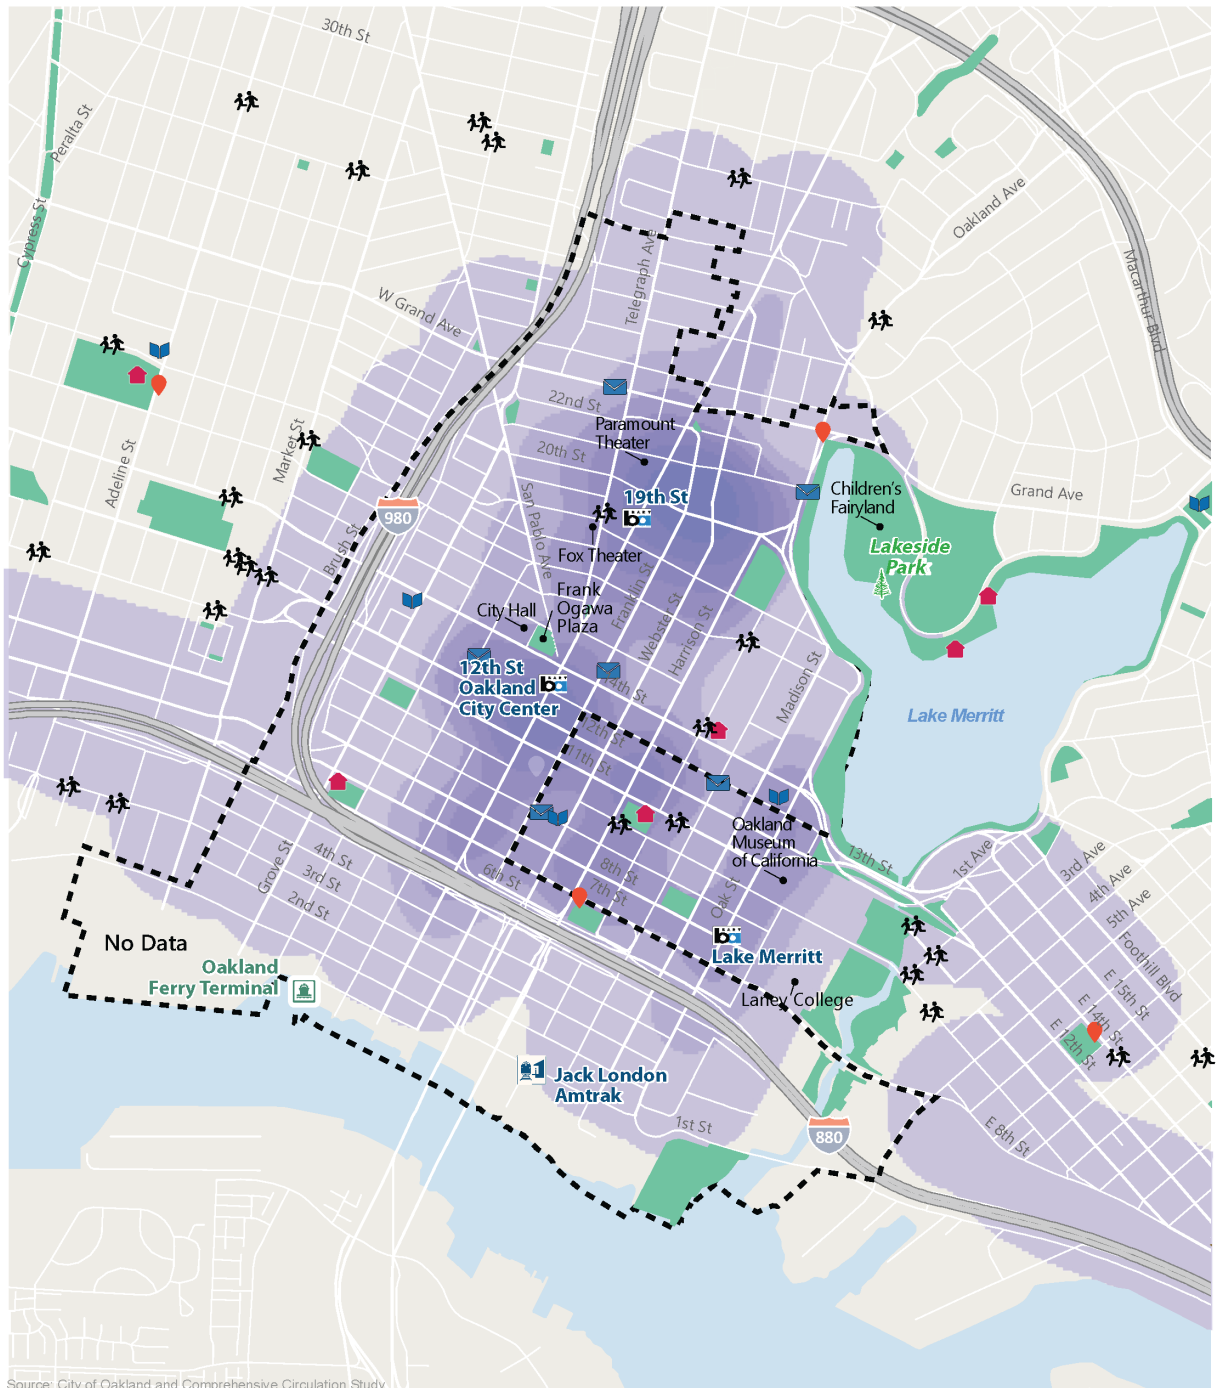 30th St
Peralta St
Cypress St
Oakland Ave
Macarthur Blvd
Telegraph Ave
W Grand Ave
22nd St
Paramount
Theater
20th St
Market St
Adeline St
San Pablo Ave
19th St
Children's
Fairyland
Grand Ave
980
Brush St
Fox Theater
Lakeside
Park
Frank
Ogawa
Plaza
City Hall
Franklin St
Webster St
Harrison St
Madison St
12th St
Oakland
City Center
14th St
Lake Merritt
12th St
11th St
Oakland
Museum
of California
13th St
1st Ave
3rd Ave
4th Ave
5th Ave
Foothill Blvd
4th St
3rd St
2nd St
Grove St
6th St
8th St
7th St
Oak St
No Data
Oakland
Ferry Terminal
Lake Merritt
Laney College
E 15th St
E 14th St
E 12th St
Jack London
Amtrak
1st St
880
E 8th St
Source: City of Oakland and Comprehensive Circulation Study